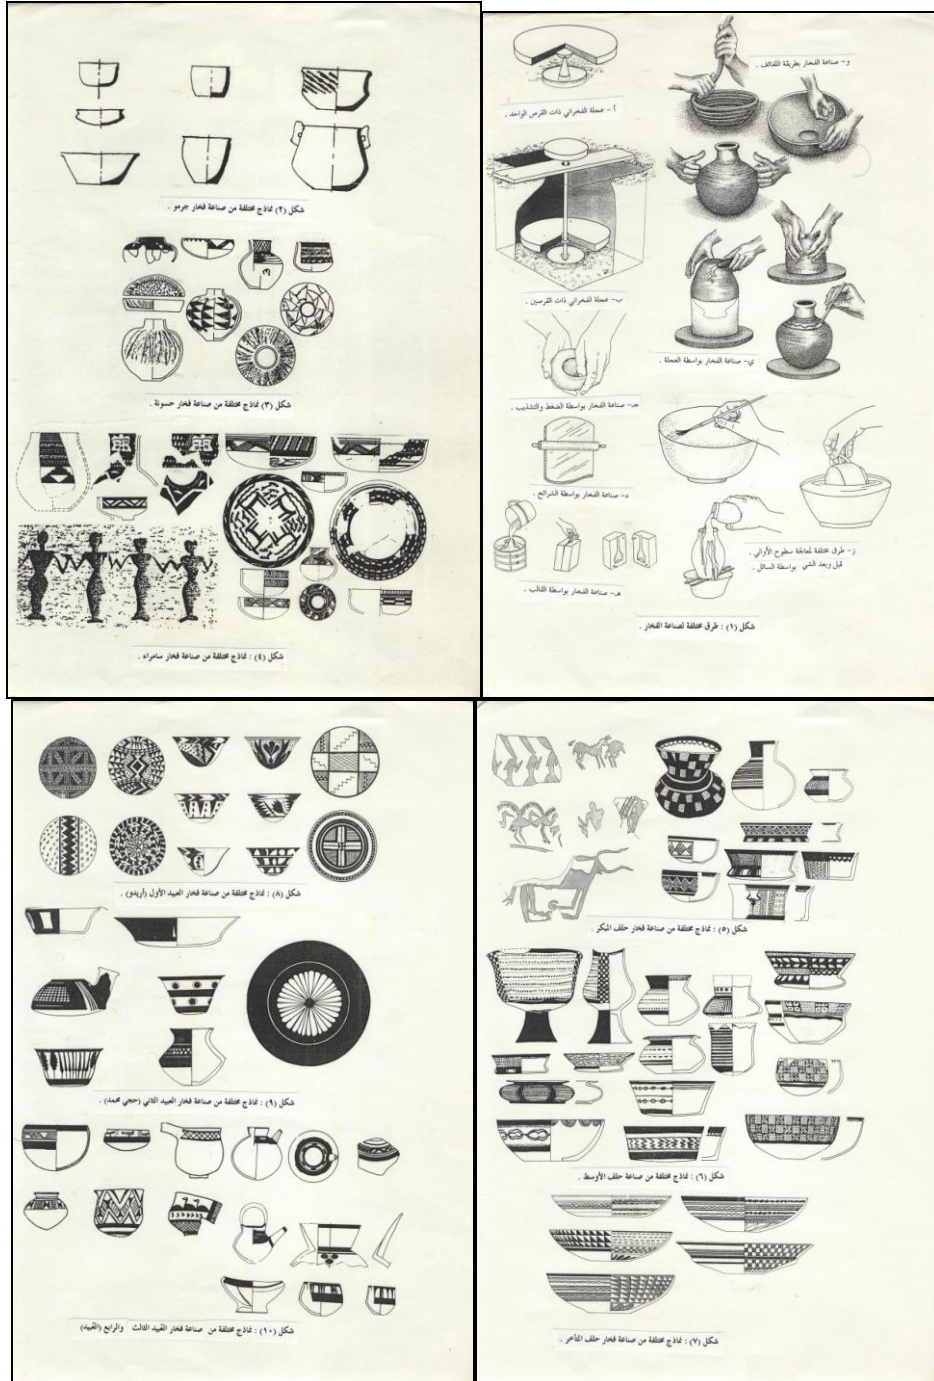 أ- عجلة الفخراني ذات القرص الواحد .
و- صناعة الفخار بطريقة اللفائف .
ب- عجلة الفخراني ذات القرصين .
ي- صناعة الفخار بواسطة العجلة .
جـ- صناعة الفخار بواسطة الضغط والتشذيب .
د- صناعة الفخار بواسطة الشرائح .
ز- طرق مختلفة لمعالجة سطوح الأواني .
قبل وبعد الشي بواسطة السائل .
هـ- صناعة الفخار بواسطة القالب .
شكل (١) : طرق مختلفة لصناعة الفخار .
شكل (٢) نماذج مختلفة من صناعة فخار جرمو .
شكل (٣) نماذج مختلفة من صناعة فخار حسونة .
شكل (٤) : نماذج مختلفة من صناعة فخار سامراء .
شكل (٥) : نماذج مختلفة من صناعة فخار حلف المبكر .
شكل (٦) : نماذج مختلفة من صناعة حلف الأوسط .
شكل (٧) : نماذج مختلفة من صناعة فخار حلف المتأخر .
شكل (٨) : نماذج مختلفة من صناعة فخار العبيد الأول (أريدو) .
شكل (٩) : نماذج مختلفة من صناعة فخار العبيد الثاني (حجي محمد) .
شكل (١٠) : نماذج مختلفة من صناعة فخار العُبيد الثالث والرابع (العُبيد)